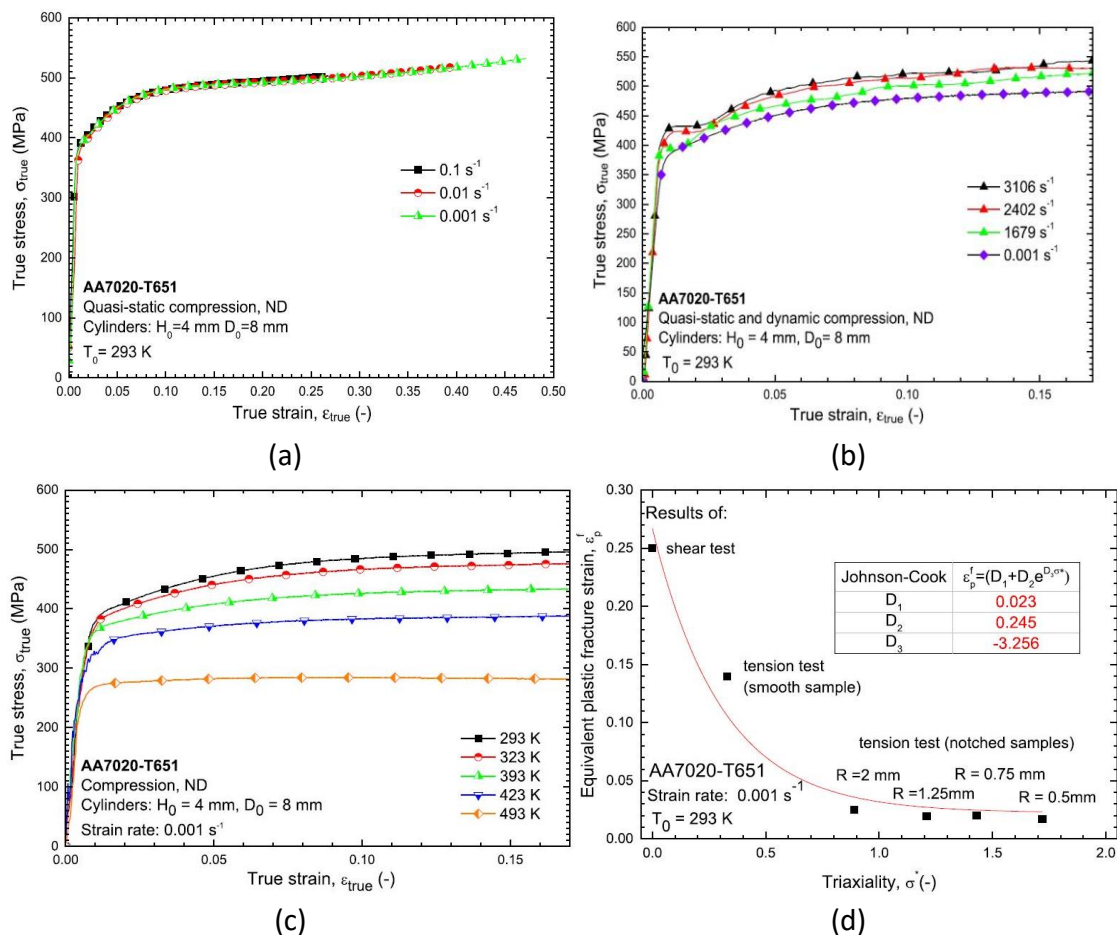 600
500
400
300
200
100
0
True stress, σtrue (MPa)
0.1 s-1
0.01 s-1
0.001 s-1
AA7020-T651
Quasi-static compression, ND
Cylinders: H0=4 mm D0=8 mm
T0= 293 K
0.00 0.05 0.10 0.15 0.20 0.25 0.30 0.35 0.40 0.45 0.50
True strain, εtrue (-)
(a)
600
550
500
450
400
350
300
250
200
150
100
50
0
True stress, σtrue (MPa)
3106 s-1
2402 s-1
1679 s-1
0.001 s-1
AA7020-T651
Quasi-static and dynamic compression, ND
Cylinders: H0 = 4 mm, D0= 8 mm
T0 = 293 K
0.00 0.05 0.10 0.15
True strain, εtrue (-)
(b)
600
500
400
300
200
100
0
True stress, σtrue (MPa)
293 K
323 K
393 K
423 K
493 K
AA7020-T651
Compression, ND
Cylinders: H0 = 4 mm, D0 = 8 mm
Strain rate: 0.001 s-1
0.00 0.05 0.10 0.15
True strain, εtrue (-)
(c)
0.30
0.25
0.20
0.15
0.10
0.05
0.00
Equivalent plastic fracture strain, εpf
Results of:
shear test
Johnson-Cook εpf=(D1+D2eD3σ*)
D1 0.023
D2 0.245
D3 -3.256
tension test
(smooth sample)
tension test (notched samples)
R =2 mm R = 0.75 mm
R =1.25mm R = 0.5mm
AA7020-T651
Strain rate: 0.001 s-1
T0 = 293 K
0.0 0.5 1.0 1.5 2.0
Triaxiality, σ*(-)
(d)